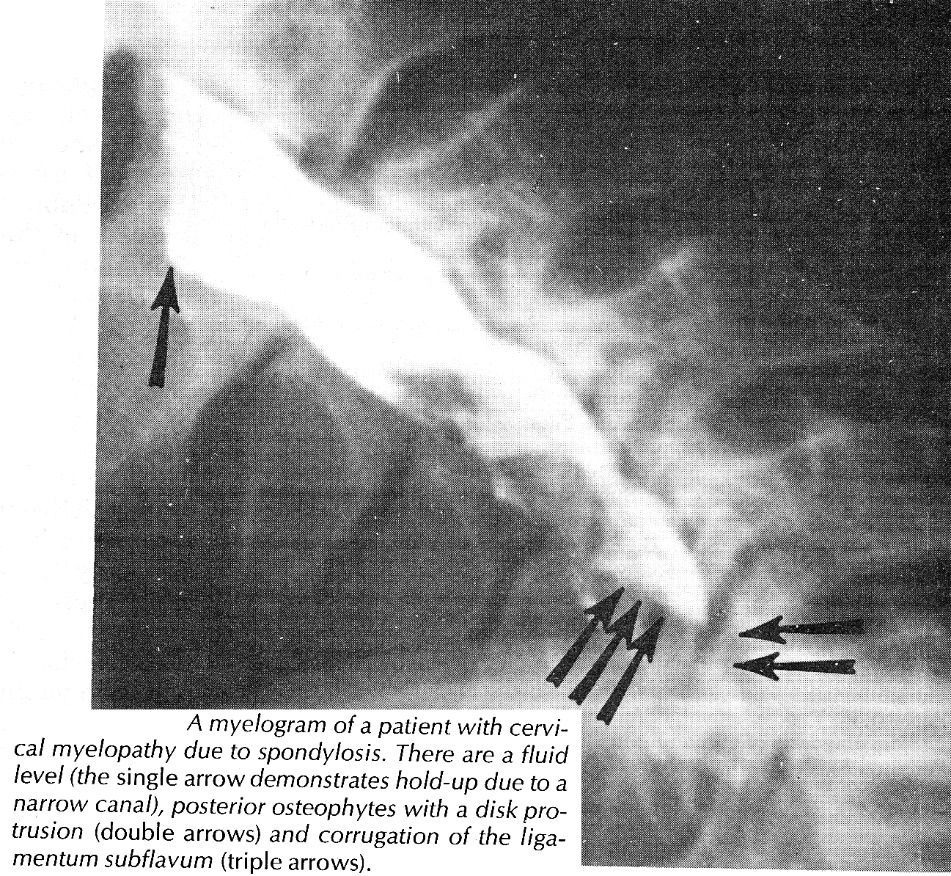 A myelogram of a patient with cervi-
cal myelopathy due to spondylosis. There are a fluid
level (the single arrow demonstrates hold-up due to a
narrow canal), posterior osteophytes with a disk pro-
trusion (double arrows) and corrugation of the liga-
mentum subflavum (triple arrows).